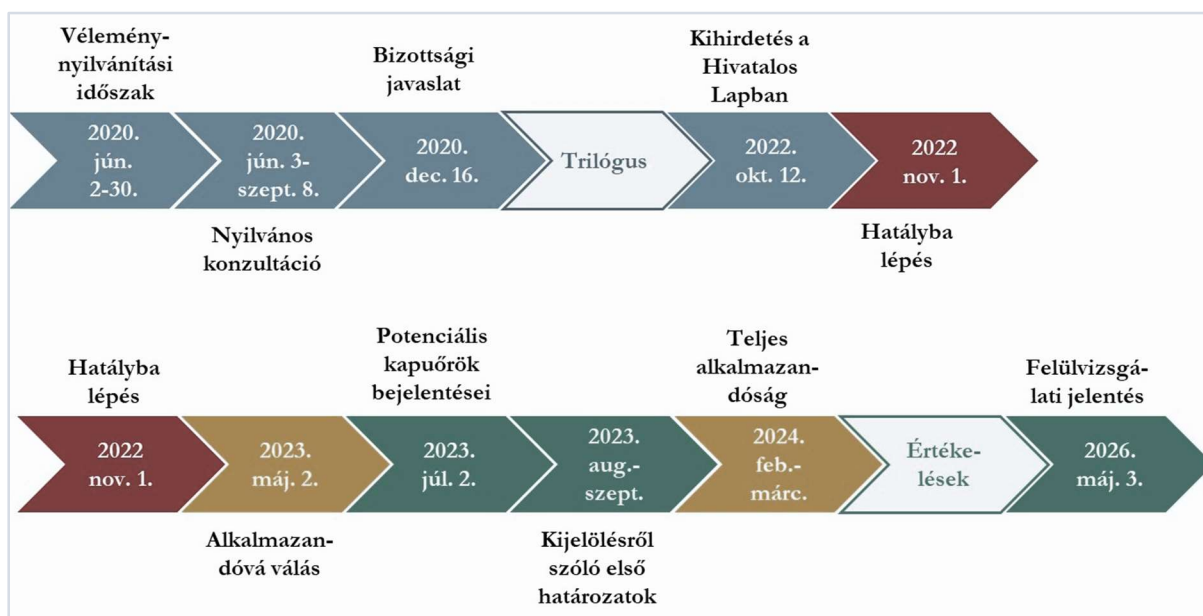 Vélemény-
nyilvánítási
időszak
2020.
jún.
2-30.
2020.
jún. 3-
szept. 8.
Nyilvános
konzultáció
Bizottsági
javaslat
2020.
dec. 16.
Trilógus
Kihirdetés a
Hivatalos
Lapban
2022.
okt. 12.
2022
nov. 1.
Hatályba
lépés
Hatályba
lépés
2022
nov. 1.
2023.
máj. 2.
Alkalmazan-
dóvá válás
Potenciális
kapuőrök
bejelentései
2023.
júl. 2.
2023.
aug.-
szept.
Kijelölésről
szóló első
határozatok
Teljes
alkalmazan-
dóság
2024.
feb.-
márc.
Értéke-
lések
Felülvizsgá-
lati jelentés
2026.
máj. 3.